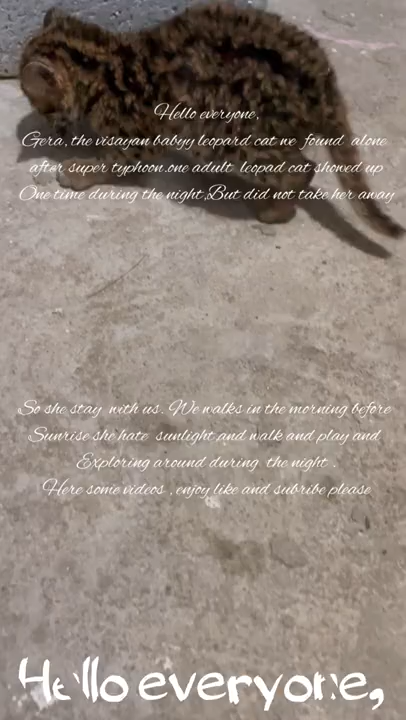 Hello everyone,
Gera, the visayan babyy leopard cat we found alone
after super typhoon.one adult leopad cat showed up
One time during the night,But did not take her away
So she stay with us. We walks in the morning before
Sunrise she hate sunlight,and walk and play and
Exploring around during the night .
Here some videos , enjoy like and subribe please
Hello everyone,